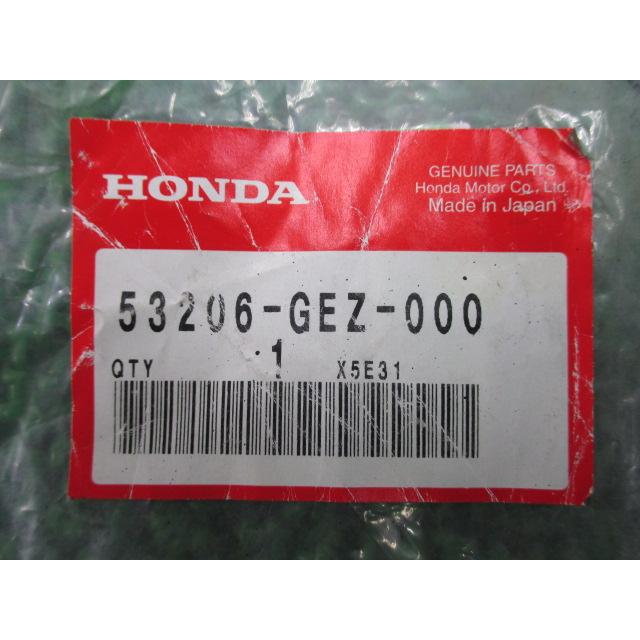 HONDA
GENUINE PARTS
Honda Motor Co., Ltd.
Made in Japan
53206-GEZ-000
QTY 1 X5E31